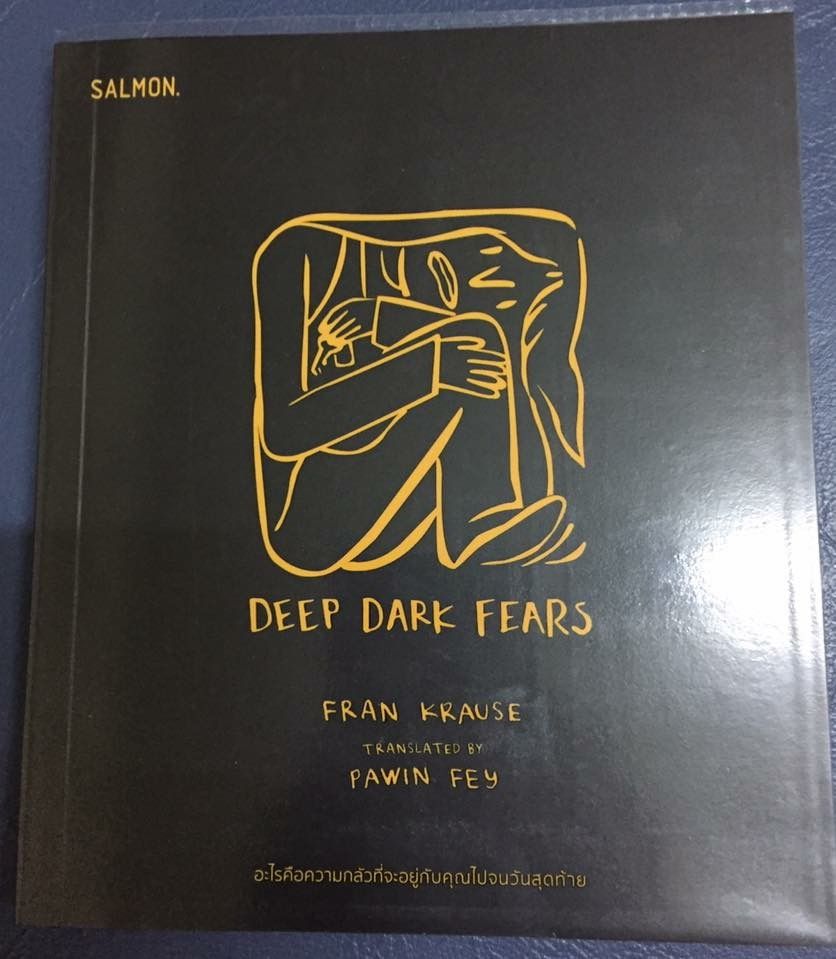 SALMON.
DEEP DARK FEARS
FRAN KRAUSE
TRANSLATED BY
PAWIN FEY
อะไรคือความกลัวที่จะอยู่กับคุณไปจนวันสุดท้าย